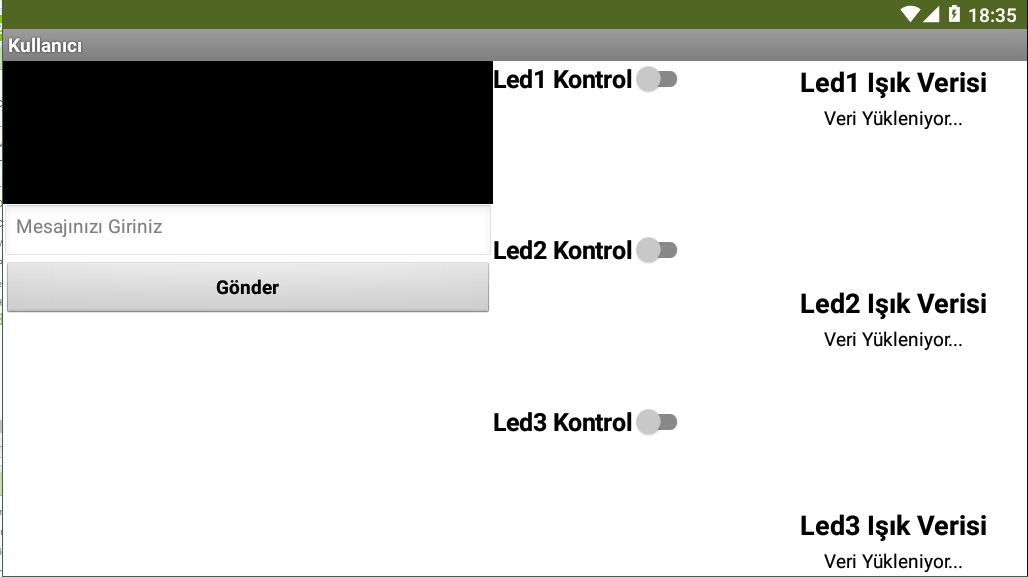 18:35
Kullanıcı
Led1 Kontrol
Led1 Işık Verisi
Veri Yükleniyor...
Mesajınızı Giriniz
Led2 Kontrol
Gönder
Led2 Işık Verisi
Veri Yükleniyor...
Led3 Kontrol
Led3 Işık Verisi
Veri Yükleniyor...